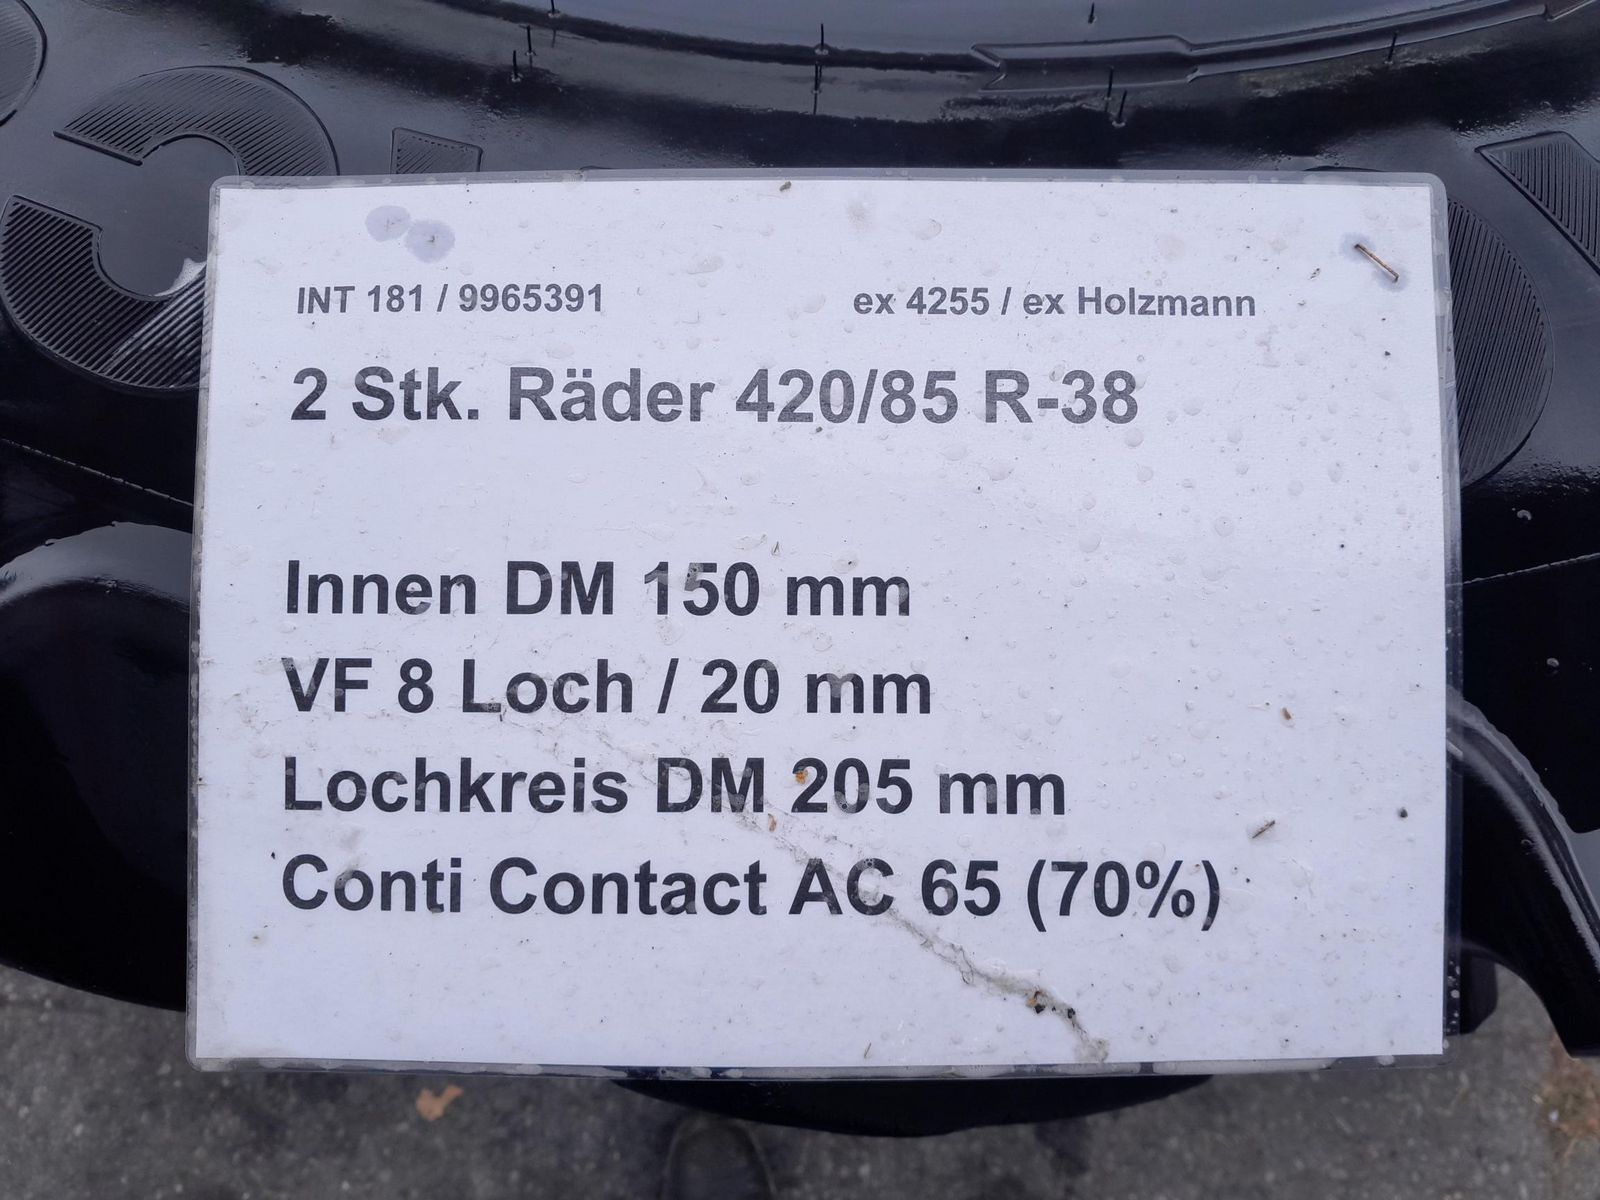 INT 181 / 9965391 ex 4255 / ex Holzmann
2 Stk. Räder 420/85 R-38
Innen DM 150 mm
VF 8 Loch / 20 mm
Lochkreis DM 205 mm
Conti Contact AC 65 (70%)